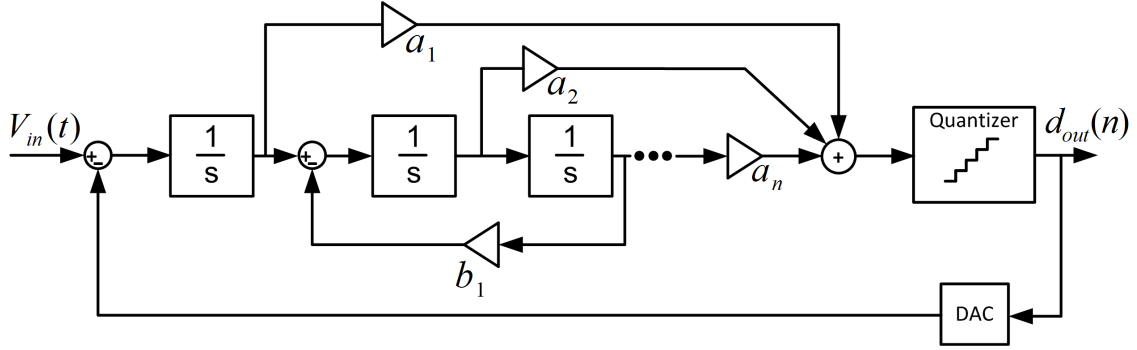 a1
a2
Vin(t)
+
-
1
s
+
-
1
s
1
s
an
+
Quantizer
dout(n)
b1
DAC